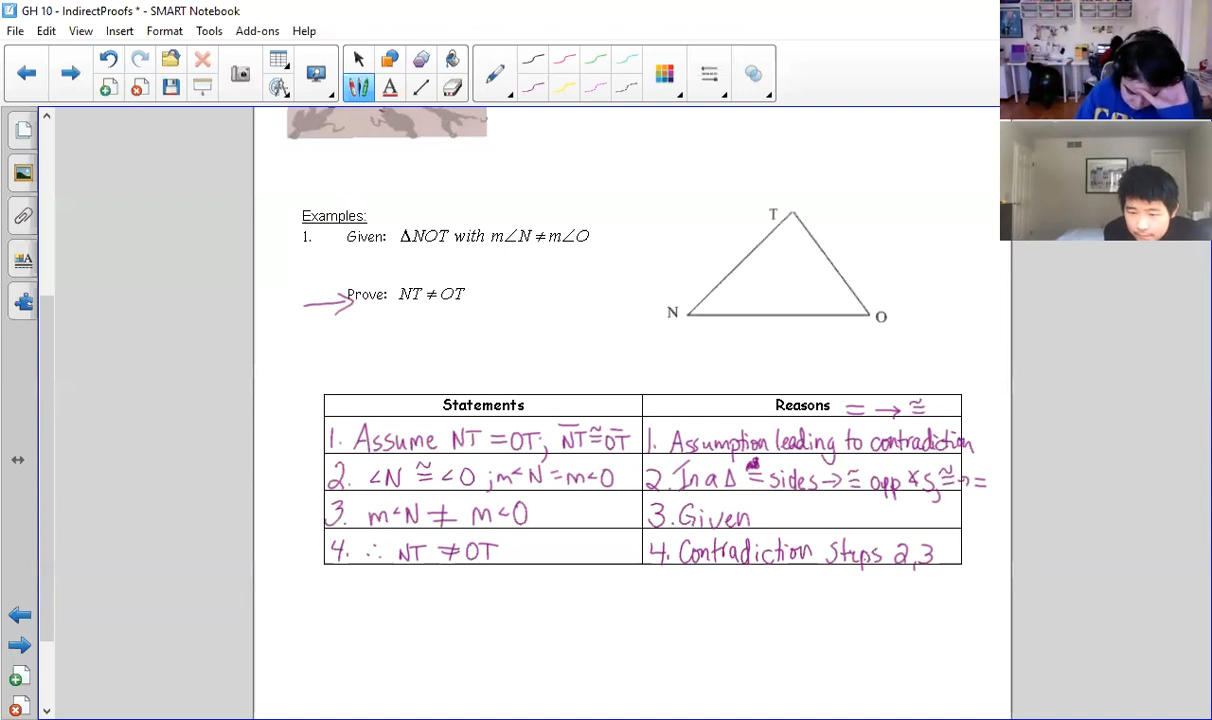 GH 10 - IndirectProofs * - SMART Notebook
File Edit View Insert Format Tools Add-ons Help
Examples:
1. Given: ΔNOT with m∠N ≠ m∠O
Prove: NT ≠ OT
T
N
O
Statements Reasons = → ≅
1. Assume NT = OT; N̅T̅ ≅ O̅T̅ 1. Assumption leading to contradiction
2. ∠N ≅ ∠O ; m∠N = m∠O 2. In a Δ ≅ sides → ≅ opp ∡s, ≅ → =
3. m∠N ≠ m∠O 3. Given
4. ∴ NT ≠ OT 4. Contradiction Steps 2,3